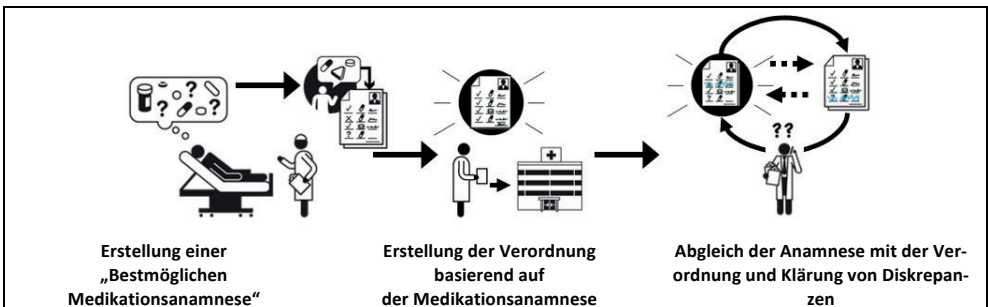 Erstellung einer
„Bestmöglichen
Medikationsanamnese“
Erstellung der Verordnung
basierend auf
der Medikationsanamnese
Abgleich der Anamnese mit der Ver-
ordnung und Klärung von Diskrepan-
zen
? ? ? ?
??